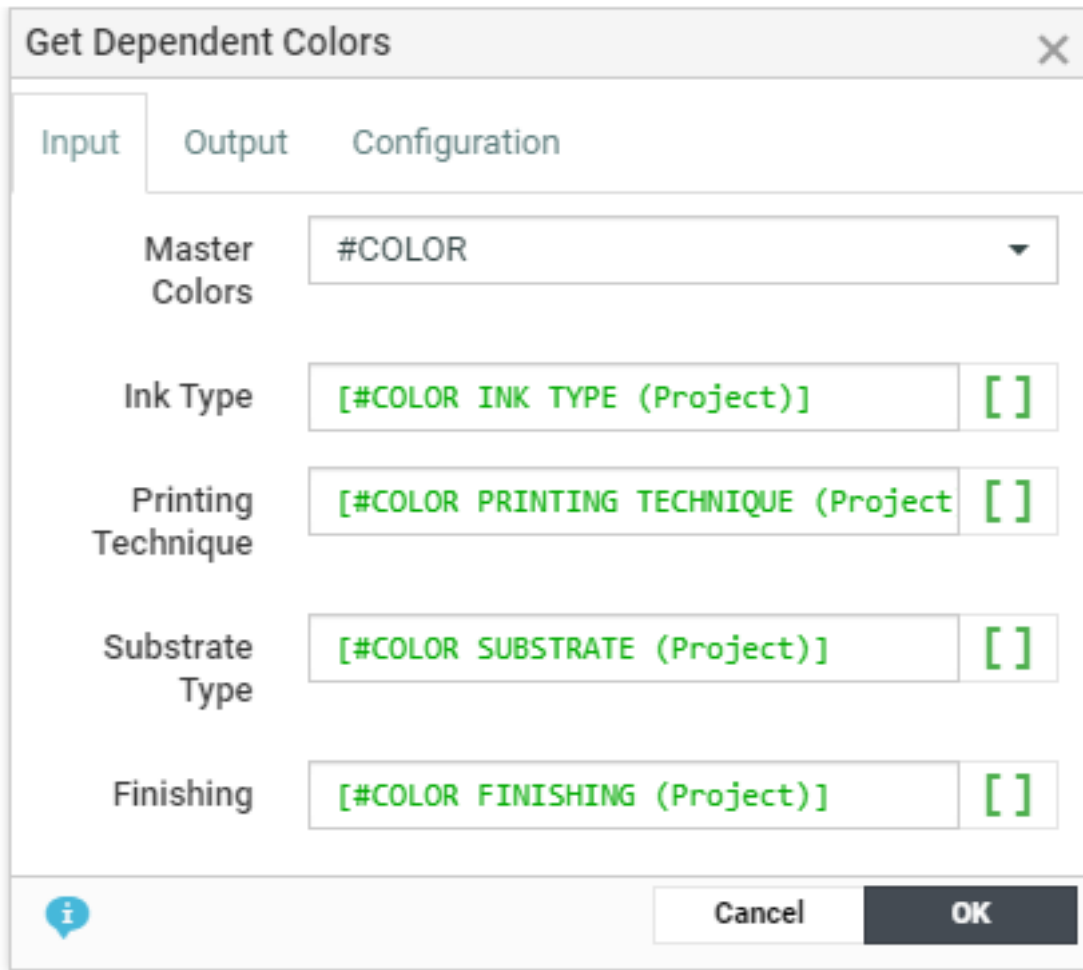 Get Dependent Colors
Input Output Configuration
Master
Colors
#COLOR
Ink Type
[#COLOR INK TYPE (Project)]
[]
Printing
Technique
[#COLOR PRINTING TECHNIQUE (Project
[]
Substrate
Type
[#COLOR SUBSTRATE (Project)]
[]
Finishing
[#COLOR FINISHING (Project)]
[]
i
Cancel
OK